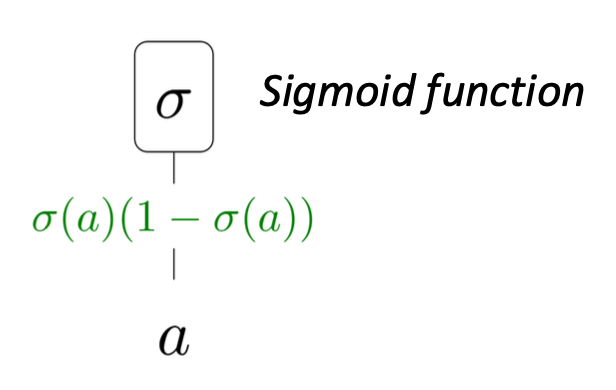 σ Sigmoid function
σ(a)(1 − σ(a))
a